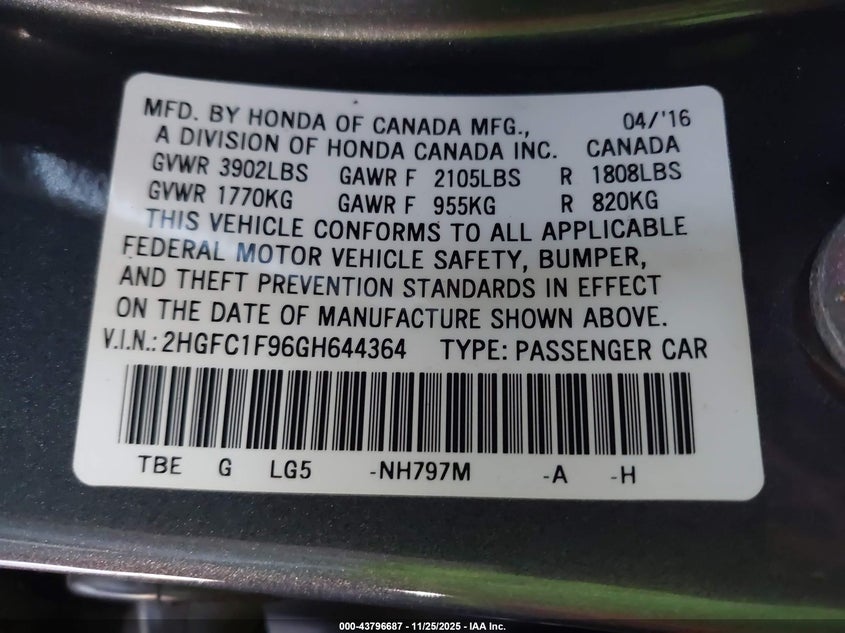 MFD. BY HONDA OF CANADA MFG., 04/'16
A DIVISION OF HONDA CANADA INC. CANADA
GVWR 3902LBS GAWR F 2105LBS R 1808LBS
GVWR 1770KG GAWR F 955KG R 820KG
THIS VEHICLE CONFORMS TO ALL APPLICABLE
FEDERAL MOTOR VEHICLE SAFETY, BUMPER,
AND THEFT PREVENTION STANDARDS IN EFFECT
ON THE DATE OF MANUFACTURE SHOWN ABOVE.
V.I.N.: 2HGFC1F96GH644364 TYPE: PASSENGER CAR
TBE G LG5 -NH797M -A -H
000-43796687 - 11/25/2025 - IAA Inc.